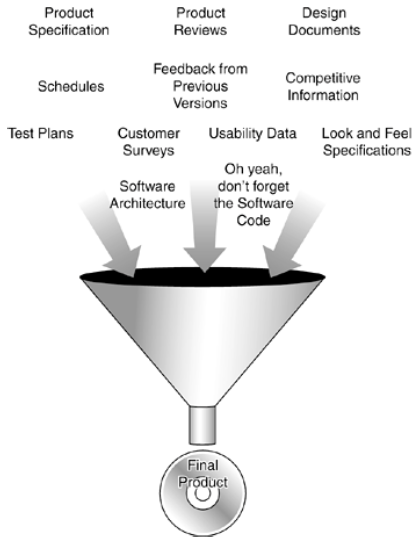 Product Product Design
Specification Reviews Documents
Schedules Feedback from Competitive
Previous Information
Versions
Test Plans Customer Usability Data Look and Feel
Surveys Specifications
Software Oh yeah,
Architecture don't forget
the Software
Code
Final
Product